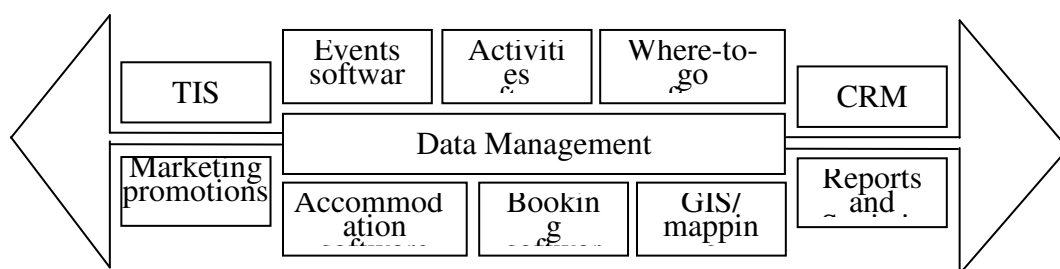 Events
softwar
Activiti
es
Where-to-
go
TIS
CRM
Data Management
Marketing
promotions
Reports
and
Accommod
ation
software
Bookin
g
GIS/
mappin